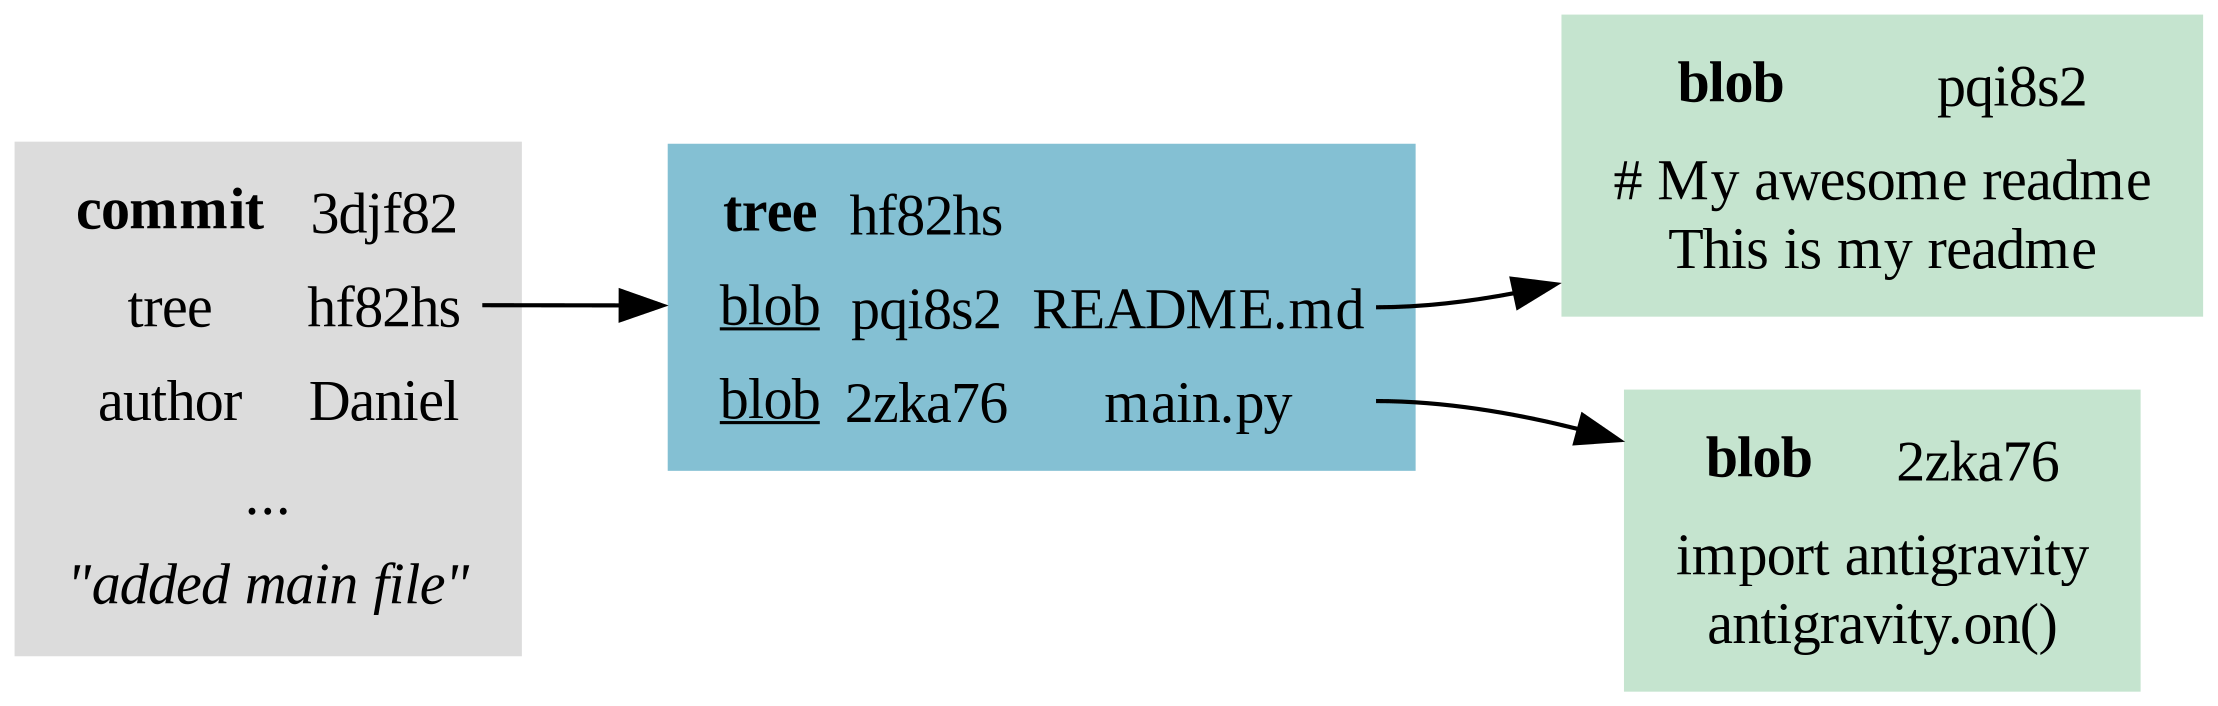 commit 3djf82
tree hf82hs
author Daniel
...
"added main file"
tree hf82hs
blob pqi8s2 README.md
blob 2zka76 main.py
blob pqi8s2
# My awesome readme
This is my readme
blob 2zka76
import antigravity
antigravity.on()